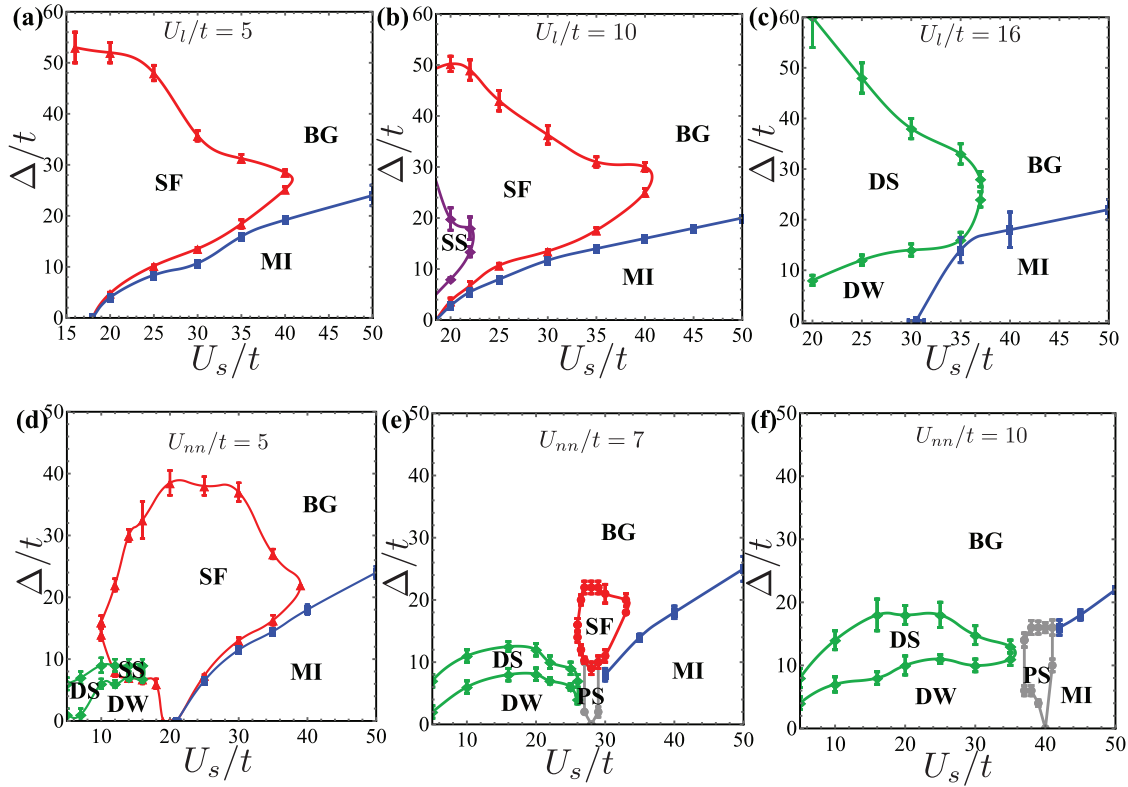 (a)
U_l/t = 5
60
50
40
30
20
10
0
Δ/t
BG
SF
MI
15 20 25 30 35 40 45 50
U_s/t
(b)
U_l/t = 10
60
50
40
30
20
10
0
Δ/t
BG
SF
SS
MI
20 25 30 35 40 45 50
U_s/t
(c)
U_l/t = 16
60
50
40
30
20
10
0
Δ/t
BG
DS
MI
DW
20 25 30 35 40 45 50
U_s/t
(d)
U_nn/t = 5
50
40
30
20
10
0
Δ/t
BG
SF
SS
DS
DW
MI
10 20 30 40 50
U_s/t
(e)
U_nn/t = 7
50
40
30
20
10
0
Δ/t
BG
SF
DS
PS
DW
MI
10 20 30 40 50
U_s/t
(f)
U_nn/t = 10
50
40
30
20
10
0
Δ/t
BG
DS
PS
DW
MI
10 20 30 40 50
U_s/t